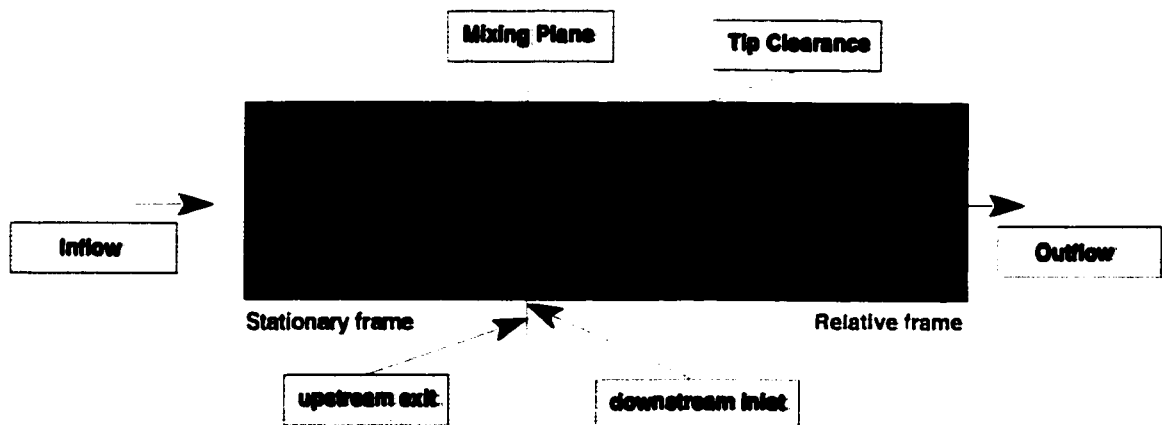 Mixing Plane
Tip Clearance
Inflow
Outflow
Stationary frame
Relative frame
upstream exit
downstream inlet